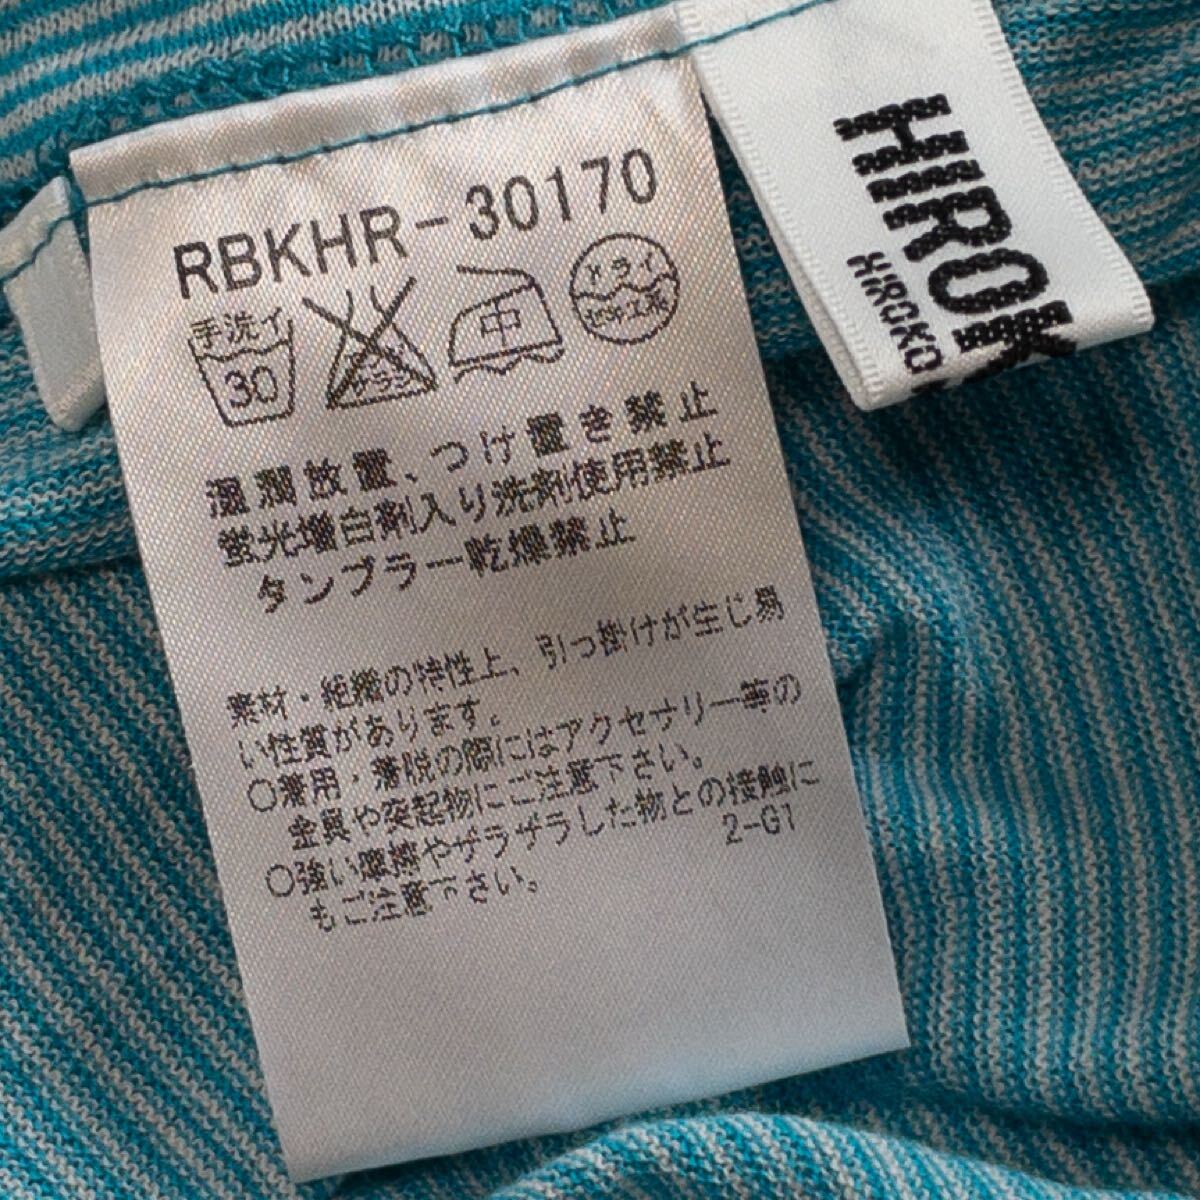 RBKHR-30170
手洗イ
30
中
ドライ
温潤放置、つけ置き禁止
蛍光増白剤入り洗剤使用禁止
タンブラー乾燥禁止
素材・組織の特性上、引っ掛けが生じ易
い性質があります。
○着用・着脱の際にはアクセサリー等の
金具や突起物にご注意下さい。
○強い摩擦やザラザラした物との接触に
もご注意下さい。
2-G1
HIROK
HIROKO